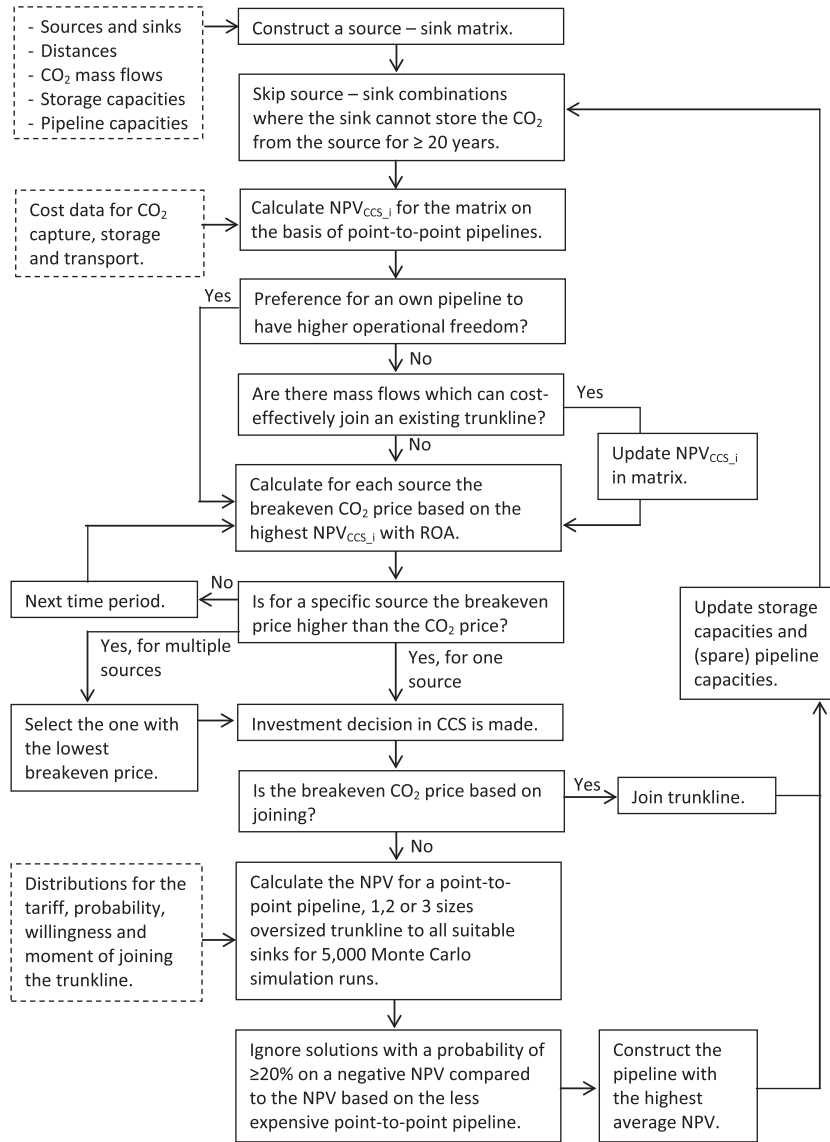 - Sources and sinks
- Distances
- CO₂ mass flows
- Storage capacities
- Pipeline capacities
Construct a source – sink matrix.
Skip source – sink combinations
where the sink cannot store the CO₂
from the source for ≥ 20 years.
Cost data for CO₂
capture, storage
and transport.
Calculate NPV_CCS_i for the matrix on
the basis of point-to-point pipelines.
Yes
Preference for an own pipeline to
have higher operational freedom?
No
Are there mass flows which can cost-
effectively join an existing trunkline?
Yes
No
Update NPV_CCS_i
in matrix.
Calculate for each source the
breakeven CO₂ price based on the
highest NPV_CCS_i with ROA.
No
Next time period.
Is for a specific source the breakeven
price higher than the CO₂ price?
Update storage
capacities and
(spare) pipeline
capacities.
Yes, for multiple
sources
Yes, for one
source
Select the one with
the lowest
breakeven price.
Investment decision in CCS is made.
Is the breakeven CO₂ price based on
joining?
Yes
Join trunkline.
No
Distributions for the
tariff, probability,
willingness and
moment of joining
the trunkline.
Calculate the NPV for a point-to-
point pipeline, 1,2 or 3 sizes
oversized trunkline to all suitable
sinks for 5,000 Monte Carlo
simulation runs.
Ignore solutions with a probability of
≥20% on a negative NPV compared
to the NPV based on the less
expensive point-to-point pipeline.
Construct the
pipeline with
the highest
average NPV.